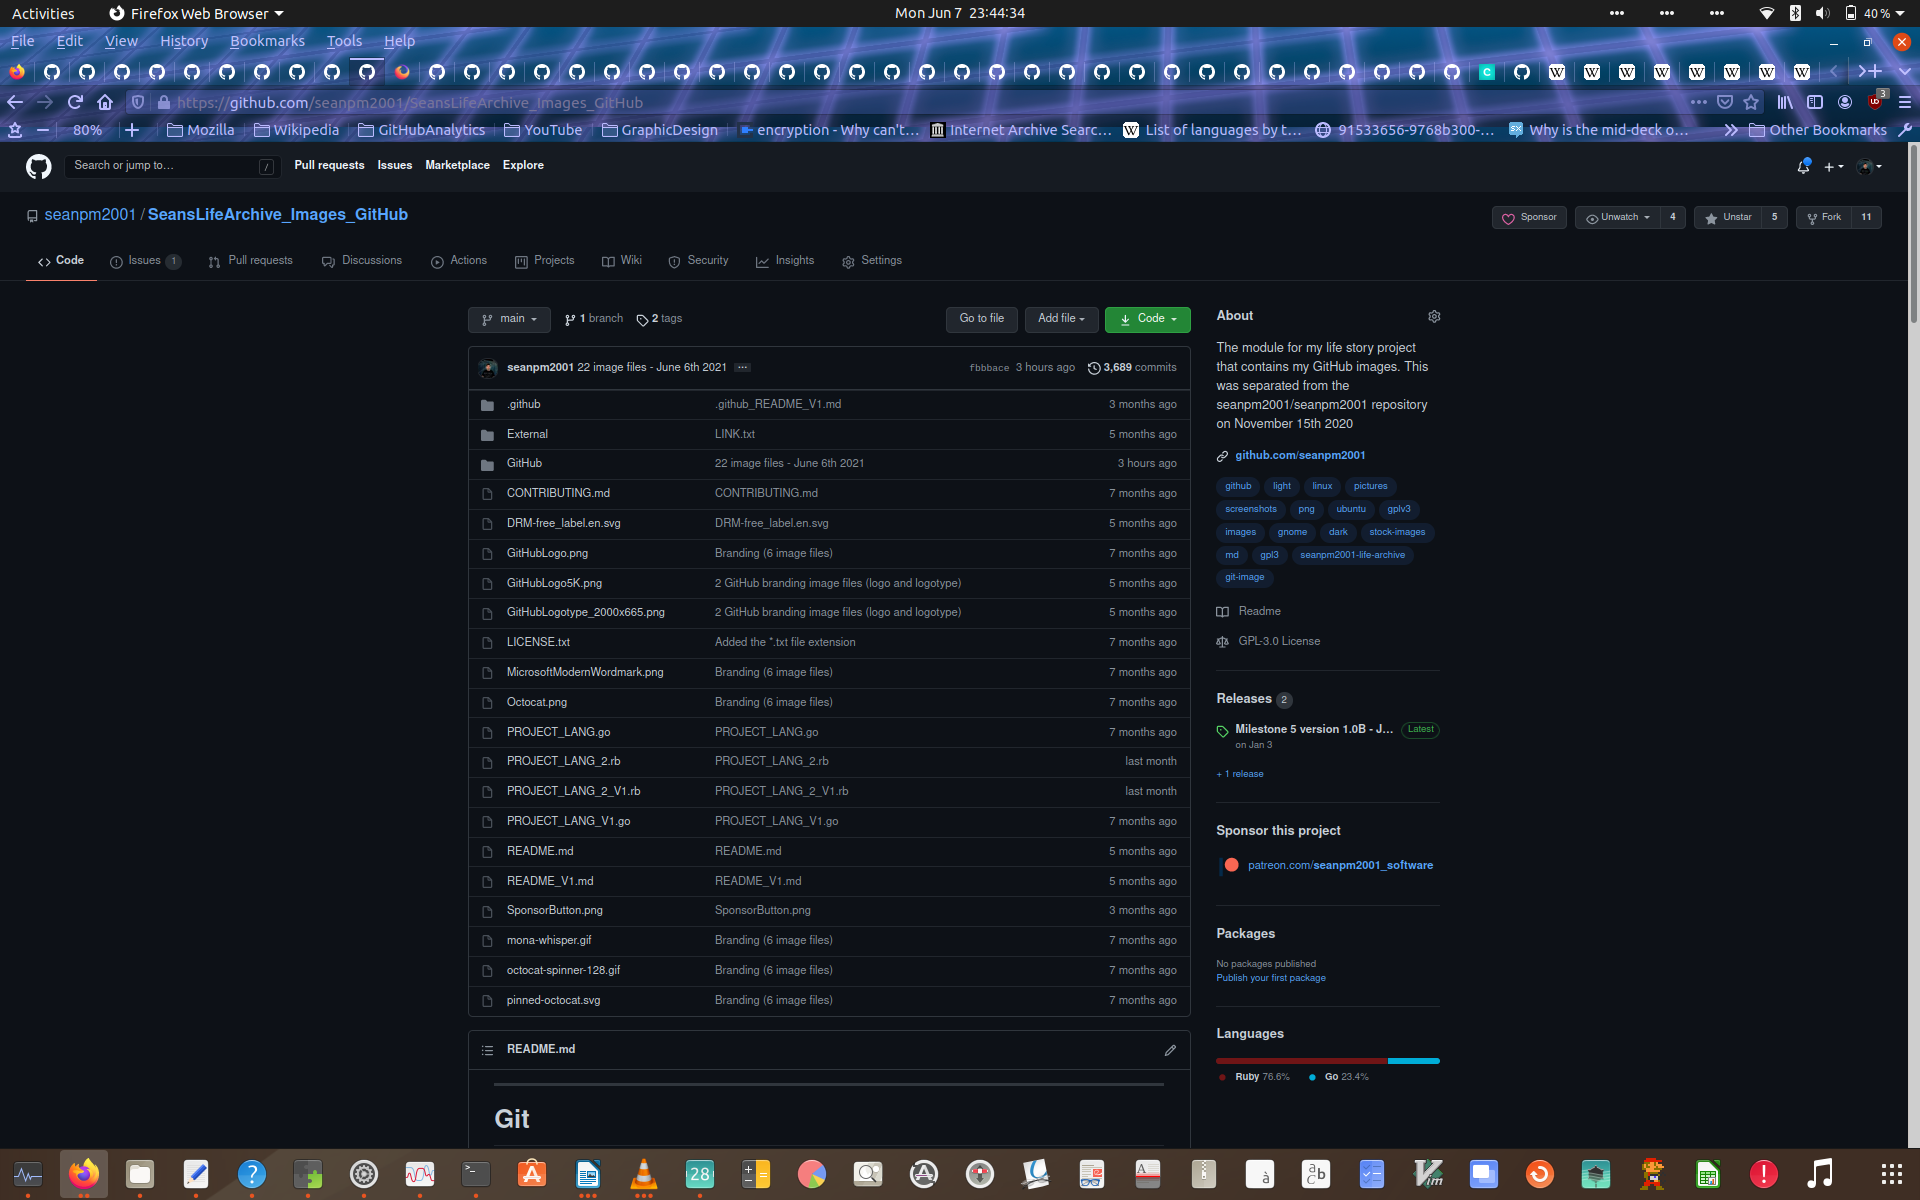 Activities Firefox Web Browser Mon Jun 7 23:44:34 40 %
File Edit View History Bookmarks Tools Help
https://github.com/seanpm2001/SeansLifeArchive_Images_GitHub 3
80% Mozilla Wikipedia GitHubAnalytics YouTube GraphicDesign encryption - Why can't... Internet Archive Searc... List of languages by t... 91533656-9768b300-... Why is the mid-deck o... Other Bookmarks
Search or jump to... / Pull requests Issues Marketplace Explore
seanpm2001 / SeansLifeArchive_Images_GitHub Sponsor Unwatch 4 Unstar 5 Fork 11
Code Issues 1 Pull requests Discussions Actions Projects Wiki Security Insights Settings
main 1 branch 2 tags Go to file Add file Code
seanpm2001 22 image files - June 6th 2021 fbbbace 3 hours ago 3,689 commits
.github .github_README_V1.md 3 months ago
External LINK.txt 5 months ago
GitHub 22 image files - June 6th 2021 3 hours ago
CONTRIBUTING.md CONTRIBUTING.md 7 months ago
DRM-free_label.en.svg DRM-free_label.en.svg 5 months ago
GitHubLogo.png Branding (6 image files) 7 months ago
GitHubLogo5K.png 2 GitHub branding image files (logo and logotype) 5 months ago
GitHubLogotype_2000x665.png 2 GitHub branding image files (logo and logotype) 5 months ago
LICENSE.txt Added the *.txt file extension 7 months ago
MicrosoftModernWordmark.png Branding (6 image files) 7 months ago
Octocat.png Branding (6 image files) 7 months ago
PROJECT_LANG.go PROJECT_LANG.go 7 months ago
PROJECT_LANG_2.rb PROJECT_LANG_2.rb last month
PROJECT_LANG_2_V1.rb PROJECT_LANG_2_V1.rb last month
PROJECT_LANG_V1.go PROJECT_LANG_V1.go 7 months ago
README.md README.md 5 months ago
README_V1.md README_V1.md 5 months ago
SponsorButton.png SponsorButton.png 3 months ago
mona-whisper.gif Branding (6 image files) 7 months ago
octocat-spinner-128.gif Branding (6 image files) 7 months ago
pinned-octocat.svg Branding (6 image files) 7 months ago
README.md
Git
About
The module for my life story project
that contains my GitHub images. This
was separated from the
seanpm2001/seanpm2001 repository
on November 15th 2020
github.com/seanpm2001
github light linux pictures
screenshots png ubuntu gplv3
images gnome dark stock-images
md gpl3 seanpm2001-life-archive
git-image
Readme
GPL-3.0 License
Releases 2
Milestone 5 version 1.0B - J... Latest
on Jan 3
+ 1 release
Sponsor this project
patreon.com/seanpm2001_software
Packages
No packages published
Publish your first package
Languages
Ruby 76.6% Go 23.4%
28